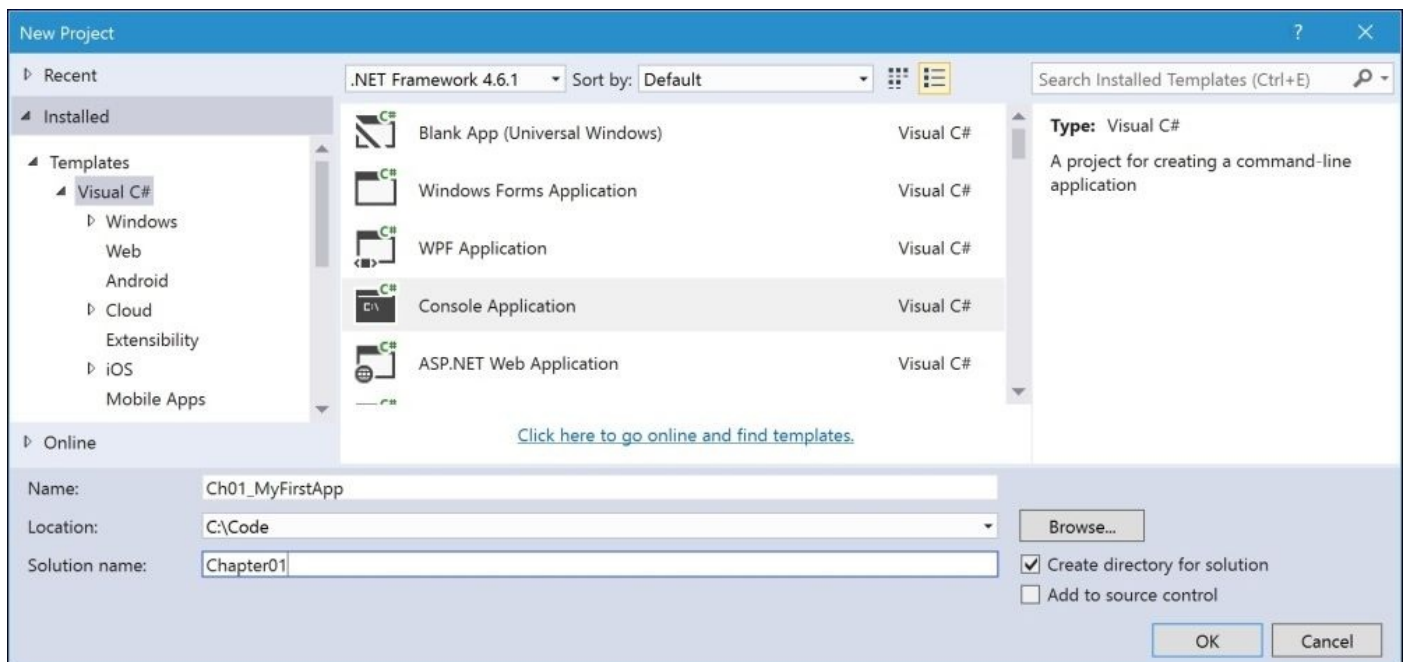 New Project
?
Recent
Installed
Templates
Visual C#
Windows
Web
Android
Cloud
Extensibility
iOS
Mobile Apps
Online
.NET Framework 4.6.1
Sort by: Default
C#
Blank App (Universal Windows)
Visual C#
C#
Windows Forms Application
Visual C#
C#
WPF Application
Visual C#
C#
C:\
Console Application
Visual C#
C#
ASP.NET Web Application
Visual C#
C#
Click here to go online and find templates.
Search Installed Templates (Ctrl+E)
Type: Visual C#
A project for creating a command-line
application
Name: Ch01_MyFirstApp
Location: C:\Code
Browse...
Solution name: Chapter01
Create directory for solution
Add to source control
OK
Cancel